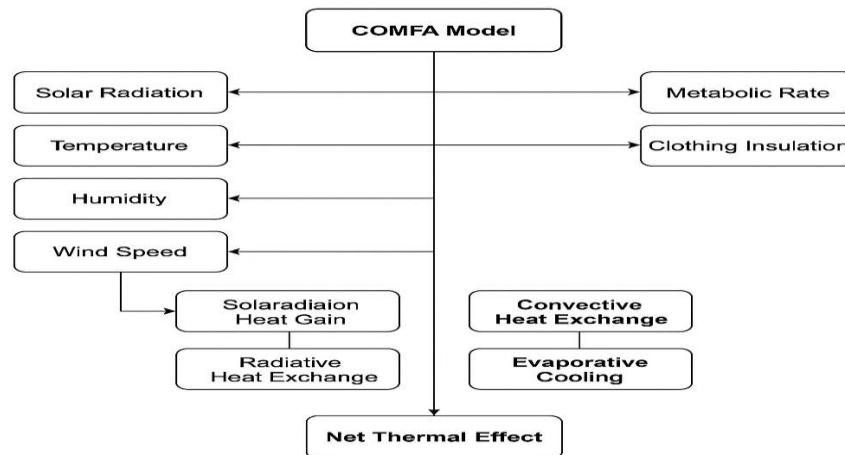 COMFA Model
Solar Radiation
Metabolic Rate
Temperature
Clothing Insulation
Humidity
Wind Speed
Solaradiaion
Heat Gain
Convective
Heat Exchange
Radiative
Heat Exchange
Evaporative
Cooling
Net Thermal Effect